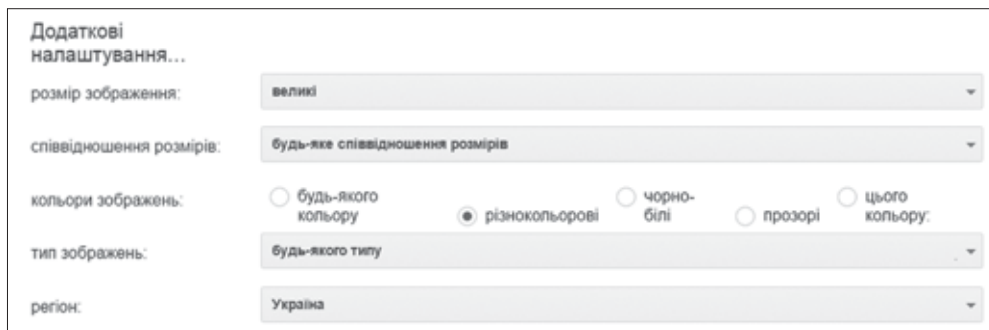 Додаткові
налаштування...
розмір зображення: великі
співвідношення розмірів: будь-яке співвідношення розмірів
кольори зображень: будь-якого кольору різнокольорові чорно-білі прозорі цього кольору:
тип зображень: будь-якого типу
регіон: Україна